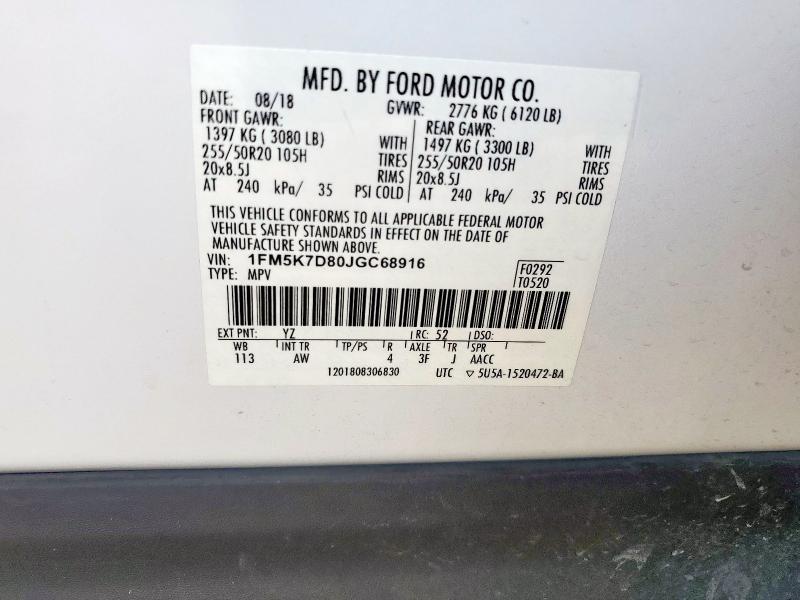 MFD. BY FORD MOTOR CO.
DATE: 08/18 GVWR: 2776 KG ( 6120 LB)
FRONT GAWR: REAR GAWR:
1397 KG ( 3080 LB) WITH 1497 KG ( 3300 LB) WITH
255/50R20 105H TIRES 255/50R20 105H TIRES
20x8.5J RIMS 20x8.5J RIMS
AT 240 kPa/ 35 PSI COLD AT 240 kPa/ 35 PSI COLD
THIS VEHICLE CONFORMS TO ALL APPLICABLE FEDERAL MOTOR
VEHICLE SAFETY STANDARDS IN EFFECT ON THE DATE OF
MANUFACTURE SHOWN ABOVE.
VIN: 1FM5K7D80JGC68916 F0292
TYPE: MPV T0520
EXT PNT: YZ RC: 52 DSO:
WB INT TR TP/PS R AXLE TR SPR
113 AW 4 3F J AACC
1201808306830 UTC ▽ 5U5A-1520472-BA